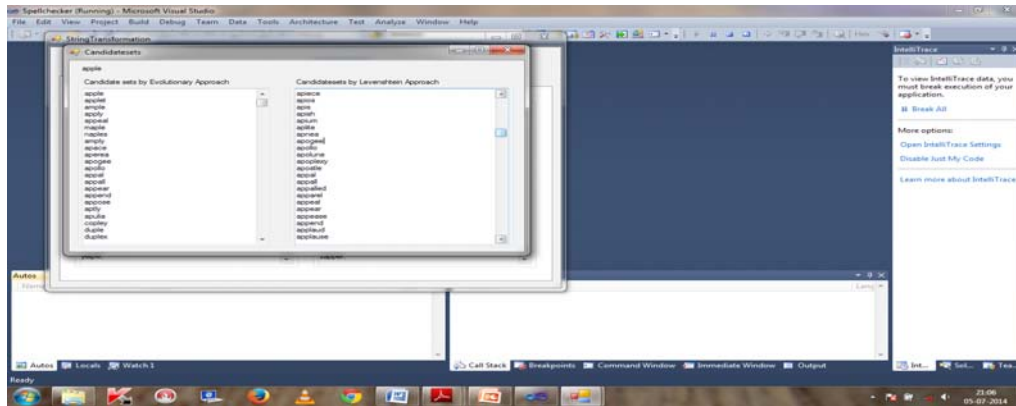 Spellchecker (Running) - Microsoft Visual Studio
File Edit View Project Build Debug Team Data Tools Architecture Test Analyze Window Help
StringTransformation
Candidatesets
apple
Candidate sets by Evolutionary Approach
apple
applet
ample
apply
appeal
maple
naples
amply
apace
aperea
apogee
apollo
appal
appall
appear
append
appose
aptly
apulia
copley
duple
duplex
Candidatesets by Levenshtein Approach
apiece
apios
apis
apish
apium
aplite
apnea
apogee
apollo
apolune
apoplexy
apostle
appal
appall
appalled
apparel
appeal
appear
appease
append
applaud
applause
IntelliTrace
To view IntelliTrace data, you
must break execution of your
application.
Break All
More options:
Open IntelliTrace Settings
Disable Just My Code
Learn more about IntelliTrace
Autos
Lang
Autos Locals Watch 1
Call Stack Breakpoints Command Window Immediate Window Output
Int... Sol... Tea...
Ready
21:06
05-07-2014